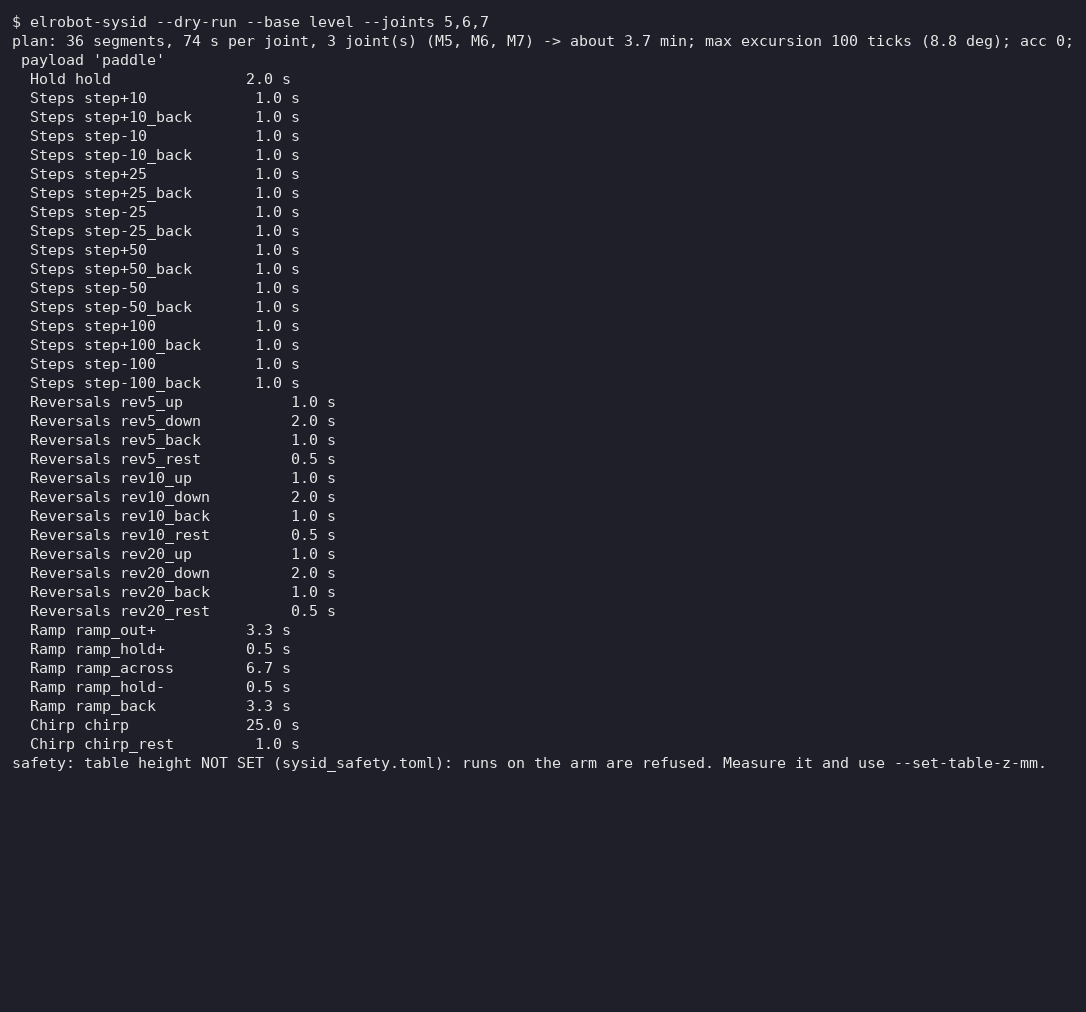 $ elrobot-sysid --dry-run --base level --joints 5,6,7
plan: 36 segments, 74 s per joint, 3 joint(s) (M5, M6, M7) -> about 3.7 min; max excursion 100 ticks (8.8 deg); acc 0;
 payload 'paddle'
  Hold hold               2.0 s
  Steps step+10            1.0 s
  Steps step+10_back       1.0 s
  Steps step-10            1.0 s
  Steps step-10_back       1.0 s
  Steps step+25            1.0 s
  Steps step+25_back       1.0 s
  Steps step-25            1.0 s
  Steps step-25_back       1.0 s
  Steps step+50            1.0 s
  Steps step+50_back       1.0 s
  Steps step-50            1.0 s
  Steps step-50_back       1.0 s
  Steps step+100           1.0 s
  Steps step+100_back      1.0 s
  Steps step-100           1.0 s
  Steps step-100_back      1.0 s
  Reversals rev5_up            1.0 s
  Reversals rev5_down          2.0 s
  Reversals rev5_back          1.0 s
  Reversals rev5_rest          0.5 s
  Reversals rev10_up           1.0 s
  Reversals rev10_down         2.0 s
  Reversals rev10_back         1.0 s
  Reversals rev10_rest         0.5 s
  Reversals rev20_up           1.0 s
  Reversals rev20_down         2.0 s
  Reversals rev20_back         1.0 s
  Reversals rev20_rest         0.5 s
  Ramp ramp_out+          3.3 s
  Ramp ramp_hold+         0.5 s
  Ramp ramp_across        6.7 s
  Ramp ramp_hold-         0.5 s
  Ramp ramp_back          3.3 s
  Chirp chirp             25.0 s
  Chirp chirp_rest         1.0 s
safety: table height NOT SET (sysid_safety.toml): runs on the arm are refused. Measure it and use --set-table-z-mm.